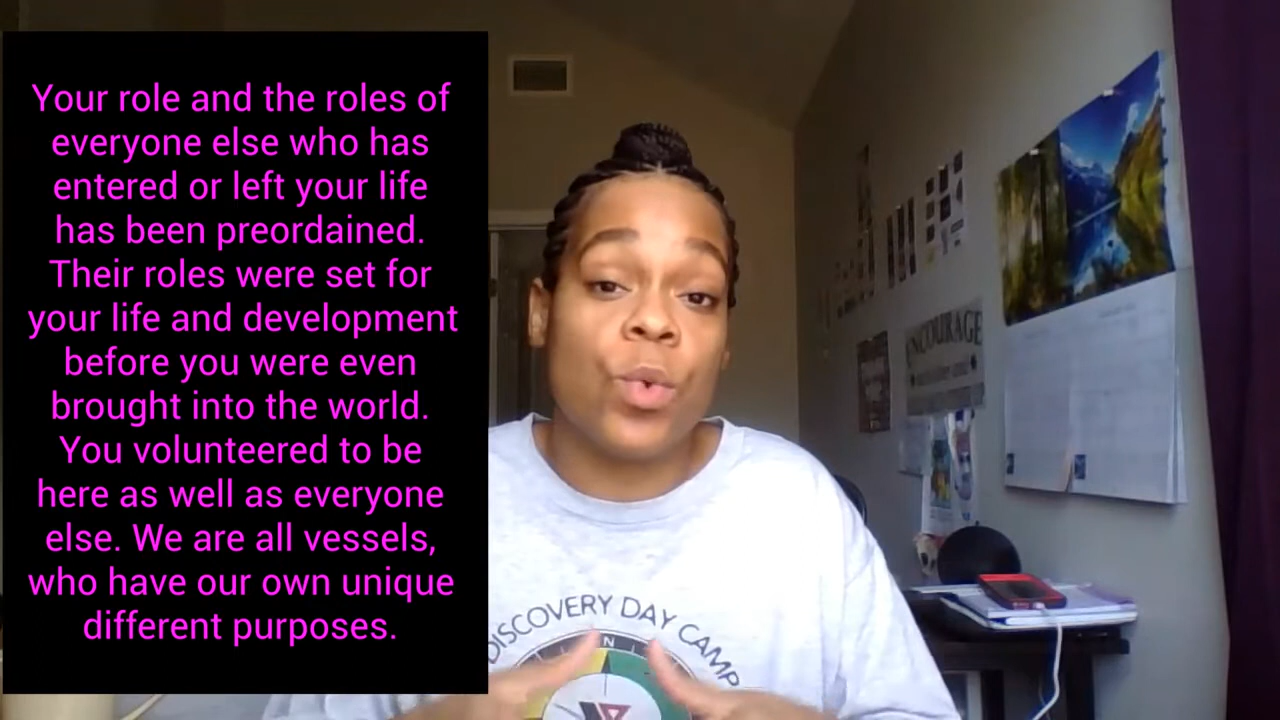 Your role and the roles of
everyone else who has
entered or left your life
has been preordained.
Their roles were set for
your life and development
before you were even
brought into the world.
You volunteered to be
here as well as everyone
else. We are all vessels,
who have our own unique
different purposes.
ENCOURAGE
DISCOVERY DAY CAMP
N